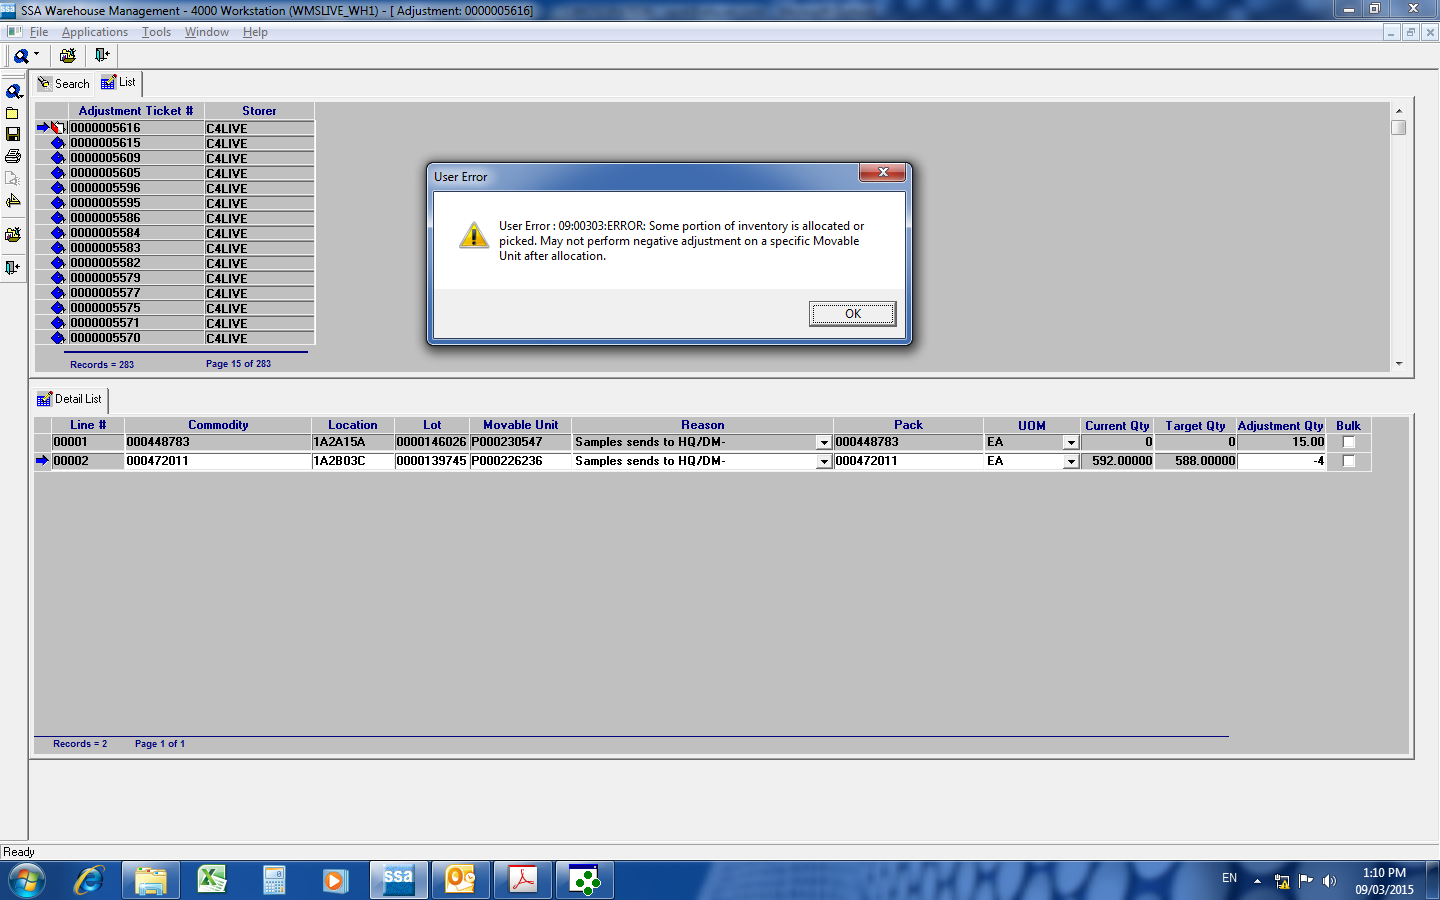 SSA Warehouse Management - 4000 Workstation (WMSLIVE_WH1) - [ Adjustment: 0000005616]
File Applications Tools Window Help
Search List
Adjustment Ticket # Storer
0000005616 C4LIVE
0000005615 C4LIVE
0000005609 C4LIVE
0000005605 C4LIVE
0000005596 C4LIVE
0000005595 C4LIVE
0000005586 C4LIVE
0000005584 C4LIVE
0000005583 C4LIVE
0000005582 C4LIVE
0000005579 C4LIVE
0000005577 C4LIVE
0000005575 C4LIVE
0000005571 C4LIVE
0000005570 C4LIVE
Records = 283 Page 15 of 283
User Error
User Error : 09:00303:ERROR: Some portion of inventory is allocated or
picked. May not perform negative adjustment on a specific Movable
Unit after allocation.
OK
Detail List
Line # Commodity Location Lot Movable Unit Reason Pack UOM Current Qty Target Qty Adjustment Qty Bulk
00001 000448783 1A2A15A 0000146026 P000230547 Samples sends to HQ/DM- 000448783 EA 0 0 15.00
00002 000472011 1A2B03C 0000139745 P000226236 Samples sends to HQ/DM- 000472011 EA 592.00000 588.00000 -4
Records = 2 Page 1 of 1
Ready
ssa
EN
1:10 PM
09/03/2015